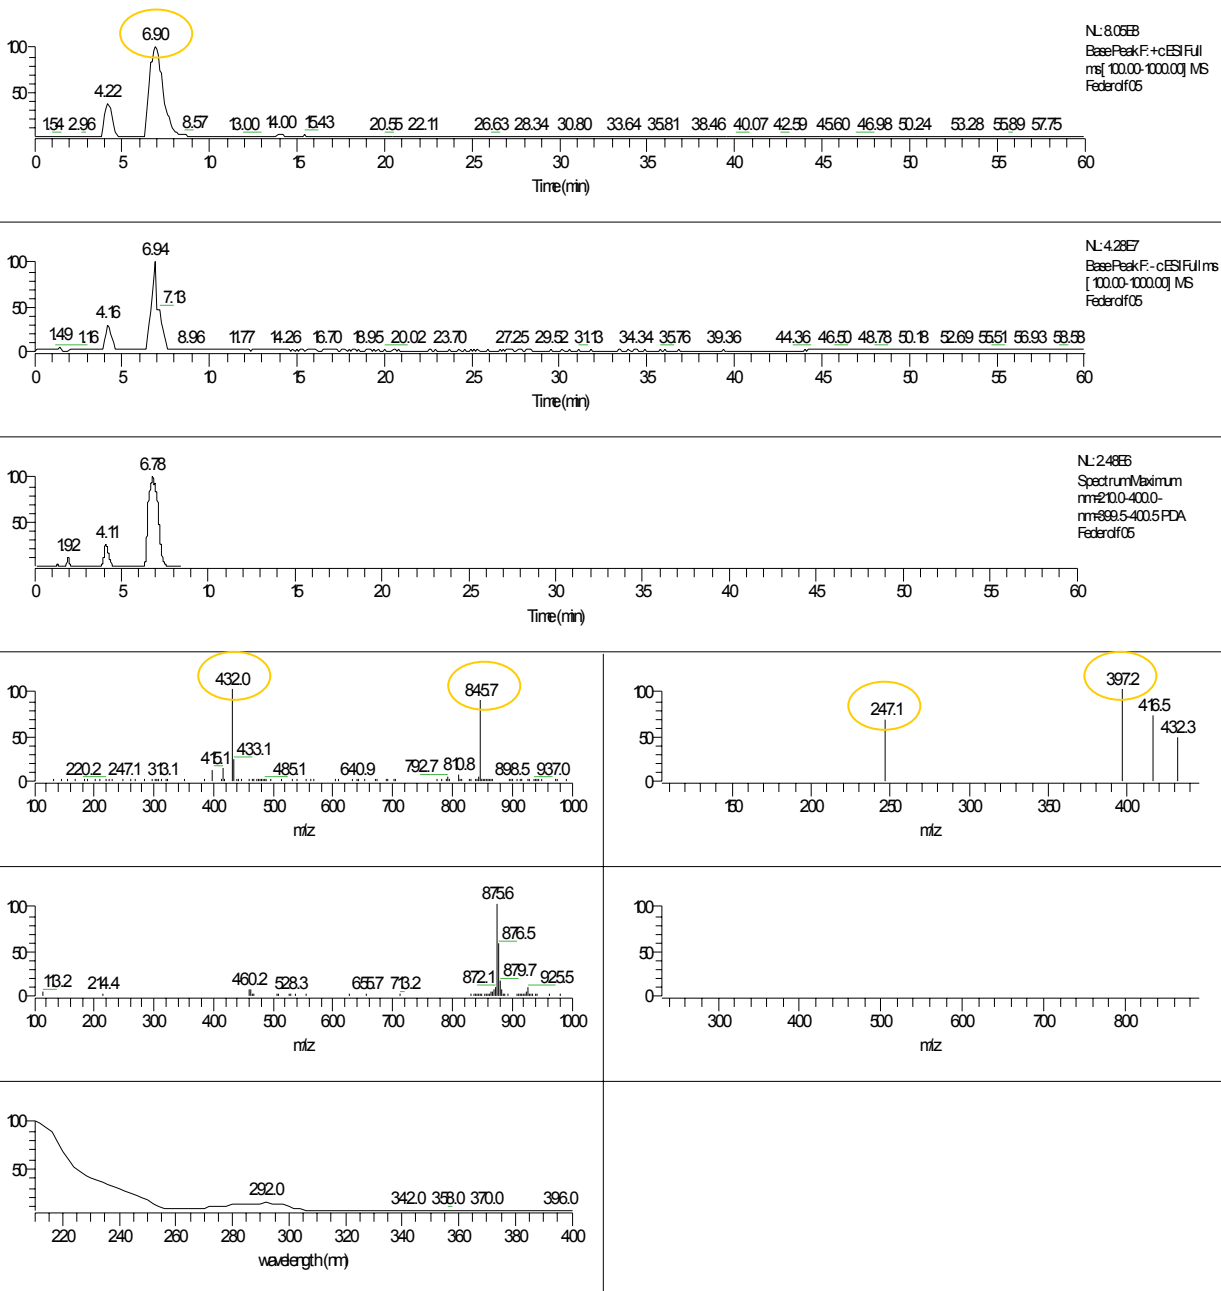 6.90
4.22
1.54 2.96 8.57 13.00 14.00 15.43 20.55 22.11 26.63 28.34 30.80 33.64 35.81 38.46 40.07 42.59 45.60 46.98 50.24 53.28 55.89 57.75
100
50
0
0 5 10 15 20 25 30 35 40 45 50 55 60
Time (min)
NL: 8.05E8
Base Peak F: + c ESI Full
ms [ 100.00-1000.00] MS
Federolf05
6.94
7.13
4.16
1.49 1.16 8.96 11.77 14.26 16.70 18.95 20.02 23.70 27.25 29.52 31.13 34.34 35.76 39.36 44.36 46.50 48.78 50.18 52.69 55.51 56.93 58.58
100
50
0
0 5 10 15 20 25 30 35 40 45 50 55 60
Time (min)
NL: 4.28E7
Base Peak F: - c ESI Full ms
[ 100.00-1000.00] MS
Federolf05
6.78
4.11
1.92
100
50
0 5 10 15 20 25 30 35 40 45 50 55 60
Time (min)
NL: 2.48E6
Spectrum Maximum
nm=210.0-400.0-
nm=399.5-400.5 PDA
Federolf05
432.0
845.7
433.1
415.1
220.2 247.1 313.1 485.1 640.9 792.7 810.8 898.5 937.0
100
50
0
100 200 300 400 500 600 700 800 900 1000
m/z
397.2
247.1
416.5
432.3
100
50
0
150 200 250 300 350 400
m/z
875.6
876.5
872.1 879.7 925.5
113.2 214.4 460.2 528.3 655.7 713.2
100
50
0
100 200 300 400 500 600 700 800 900 1000
m/z
100
50
0
300 400 500 600 700 800
m/z
100
50
292.0
342.0 358.0 370.0 396.0
220 240 260 280 300 320 340 360 380 400
wavelength (nm)